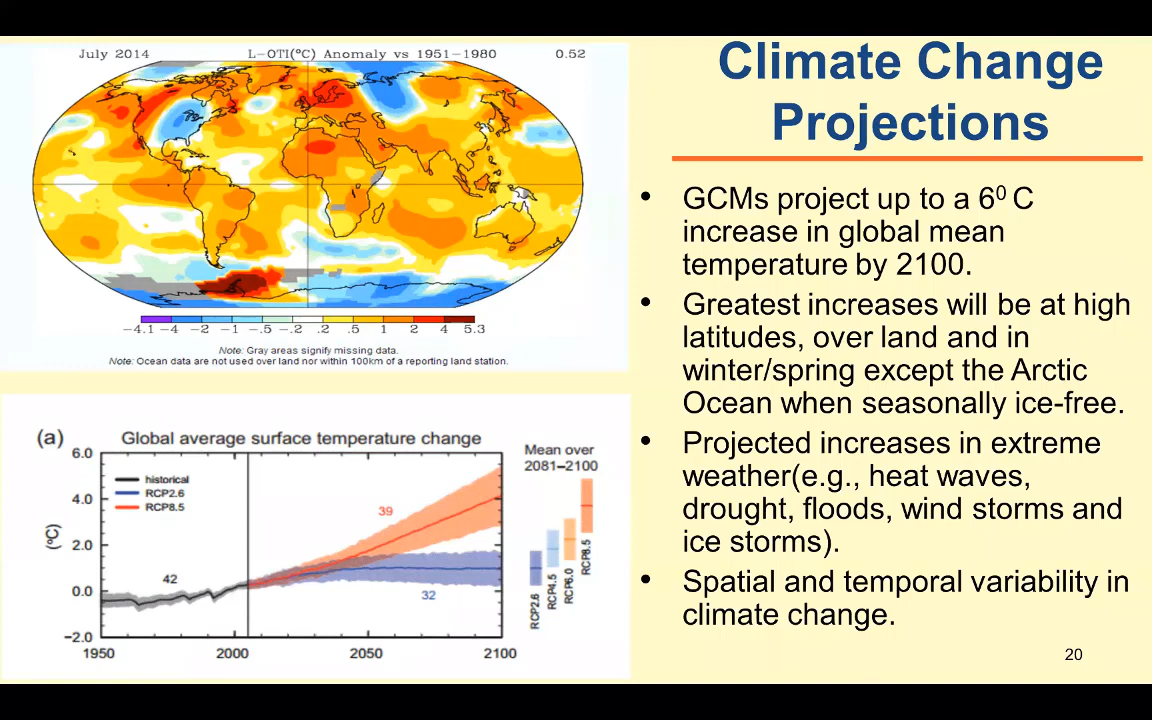 July 2014 L-OTI(°C) Anomaly vs 1951-1980 0.52
-4.1 -4 -2 -1 -.5 -.2 .2 .5 1 2 4 5.3
Note: Gray areas signify missing data.
Note: Ocean data are not used over land nor within 100km of a reporting land station.
(a) Global average surface temperature change
Mean over
2081–2100
6.0
4.0
2.0
0.0
−2.0
(°C)
historical
RCP2.6
RCP8.5
42
39
32
1950 2000 2050 2100
RCP2.6
RCP4.5
RCP6.0
RCP8.5
Climate Change
Projections
• GCMs project up to a 6⁰ C
increase in global mean
temperature by 2100.
• Greatest increases will be at high
latitudes, over land and in
winter/spring except the Arctic
Ocean when seasonally ice-free.
• Projected increases in extreme
weather(e.g., heat waves,
drought, floods, wind storms and
ice storms).
• Spatial and temporal variability in
climate change.
20